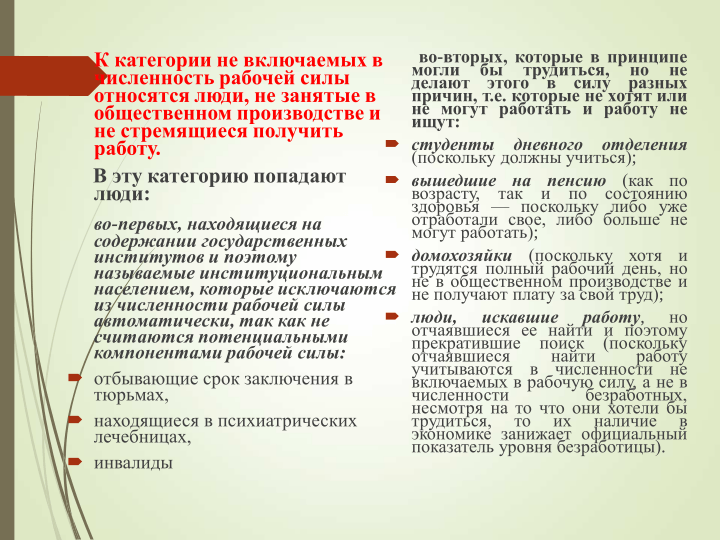 К категории не включаемых в
численность рабочей силы
относятся люди, не занятые в
общественном производстве и
не стремящиеся получить
работу.
В эту категорию попадают
люди:
во-первых, находящиеся на
содержании государственных
институтов и поэтому
называемые институциональным
населением, которые исключаются
из численности рабочей силы
автоматически, так как не
считаются потенциальными
компонентами рабочей силы:
отбывающие срок заключения в
тюрьмах,
находящиеся в психиатрических
лечебницах,
инвалиды
во-вторых, которые в принципе
могли бы трудиться, но не
делают этого в силу разных
причин, т.е. которые не хотят или
не могут работать и работу не
ищут:
студенты дневного отделения
(поскольку должны учиться);
вышедшие на пенсию (как по
возрасту, так и по состоянию
здоровья — поскольку либо уже
отработали свое, либо больше не
могут работать);
домохозяйки (поскольку хотя и
трудятся полный рабочий день, но
не в общественном производстве и
не получают плату за свой труд);
люди, искавшие работу, но
отчаявшиеся ее найти и поэтому
прекратившие поиск (поскольку
отчаявшиеся найти работу
учитываются в численности не
включаемых в рабочую силу, а не в
численности безработных,
несмотря на то что они хотели бы
трудиться, то их наличие в
экономике занижает официальный
показатель уровня безработицы).